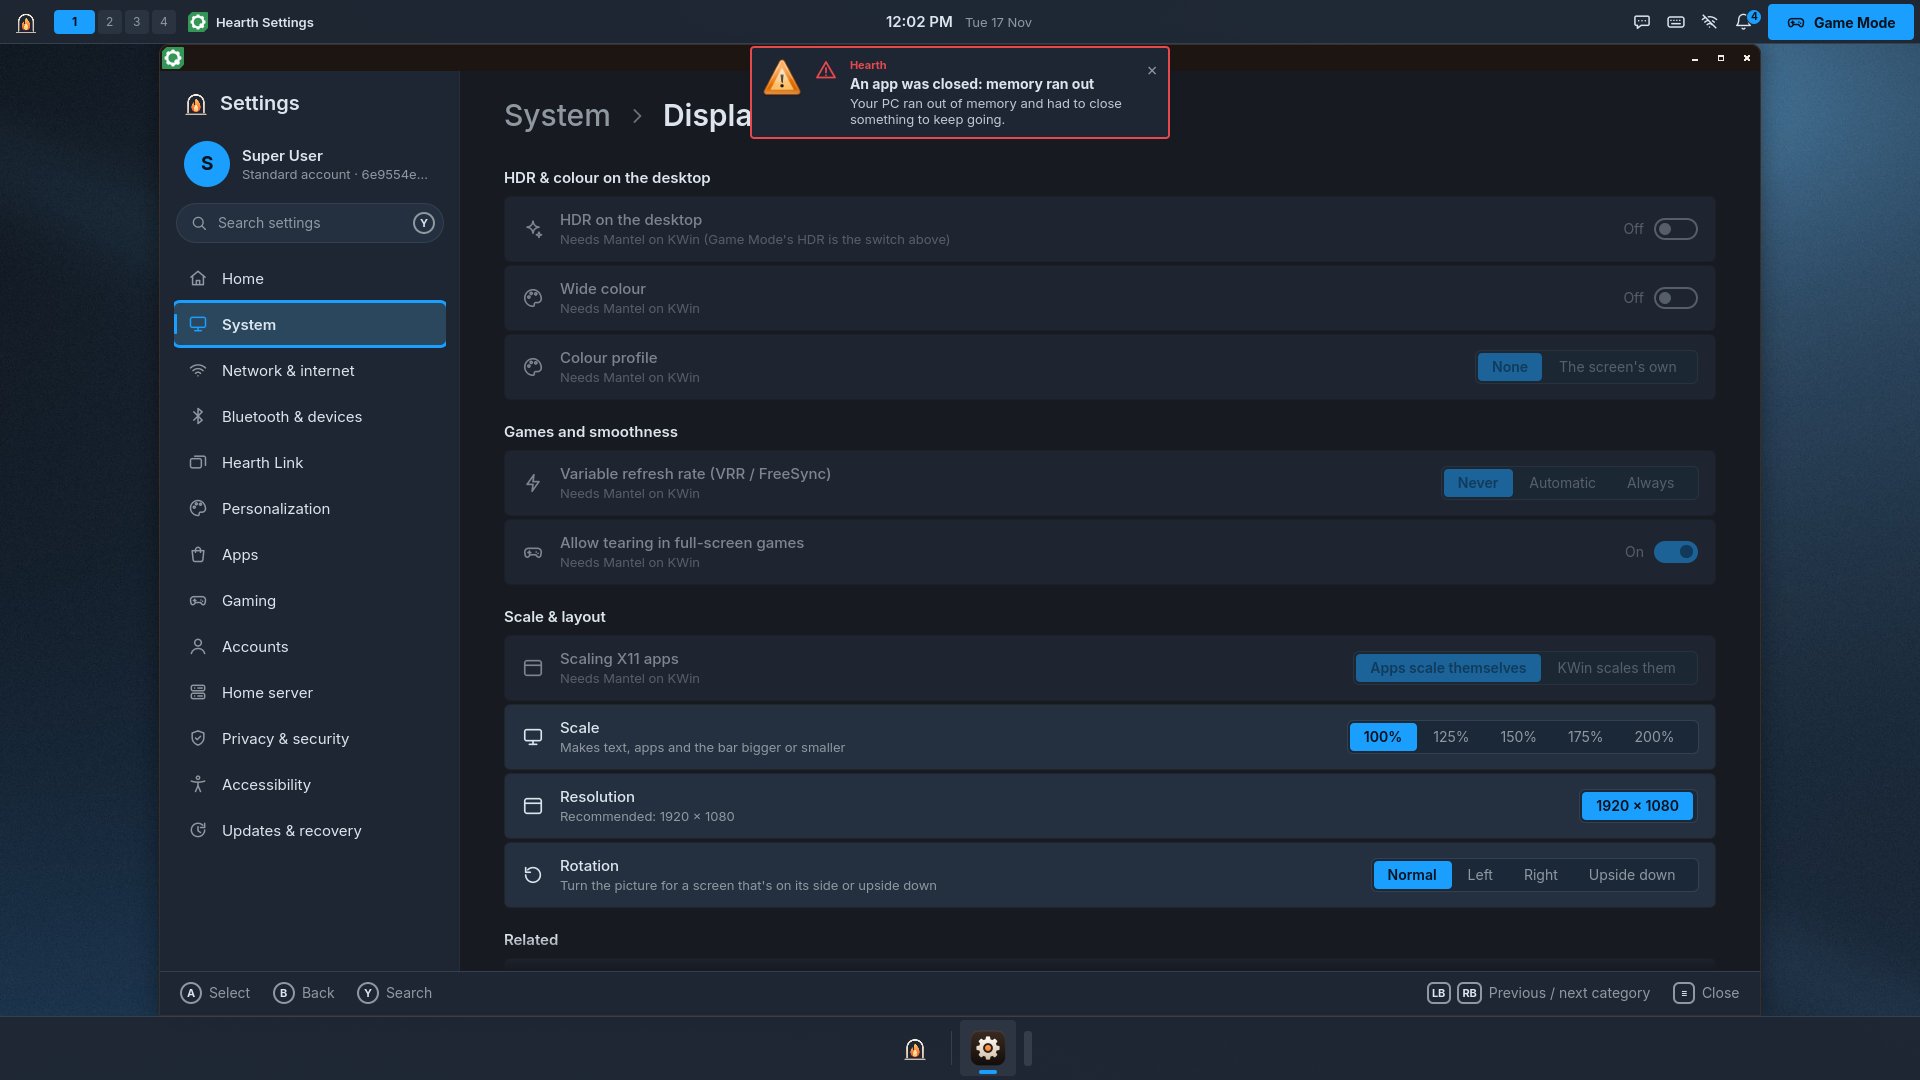 1 2 3 4 Hearth Settings
12:02 PM Tue 17 Nov
4 Game Mode
Hearth
An app was closed: memory ran out
Your PC ran out of memory and had to close
something to keep going.
Settings
S
Super User
Standard account · 6e9554e...
Search settings Y
Home
System
Network & internet
Bluetooth & devices
Hearth Link
Personalization
Apps
Gaming
Accounts
Home server
Privacy & security
Accessibility
Updates & recovery
System > Displa
HDR & colour on the desktop
HDR on the desktop
Needs Mantel on KWin (Game Mode's HDR is the switch above)
Off
Wide colour
Needs Mantel on KWin
Off
Colour profile
Needs Mantel on KWin
None The screen's own
Games and smoothness
Variable refresh rate (VRR / FreeSync)
Needs Mantel on KWin
Never Automatic Always
Allow tearing in full-screen games
Needs Mantel on KWin
On
Scale & layout
Scaling X11 apps
Needs Mantel on KWin
Apps scale themselves KWin scales them
Scale
Makes text, apps and the bar bigger or smaller
100% 125% 150% 175% 200%
Resolution
Recommended: 1920 × 1080
1920 × 1080
Rotation
Turn the picture for a screen that's on its side or upside down
Normal Left Right Upside down
Related
A Select B Back Y Search
LB RB Previous / next category ≡ Close